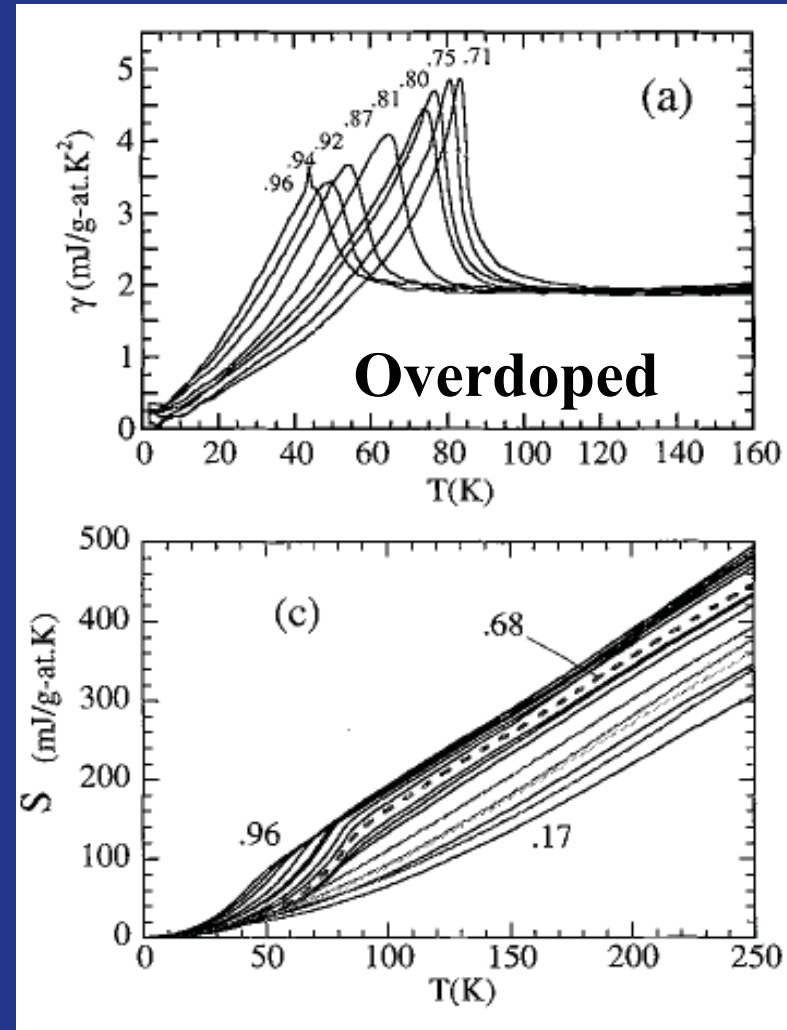 5
4
3
2
1
0
γ (mJ/g-at.K²)
(a)
.96
.94
.92
.87
.81
.80
.75 .71
Overdoped
0 20 40 60 80 100 120 140 160
T(K)
500
400
300
200
100
0
S (mJ/g-at.K)
(c)
.68
.96
.17
0 50 100 150 200 250
T(K)